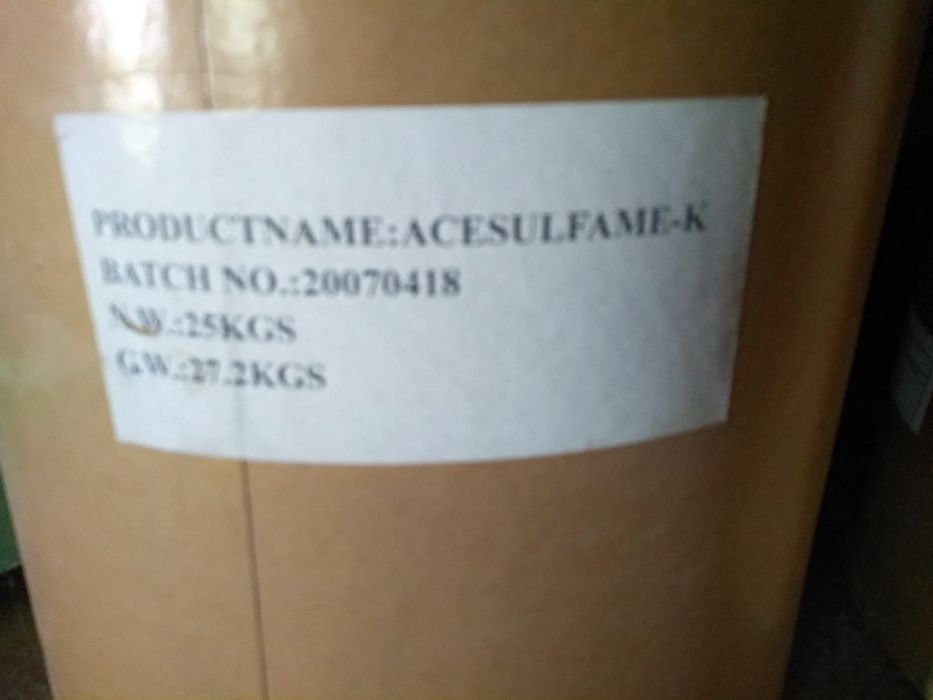 PRODUCTNAME:ACESULFAME-K
BATCH NO.:20070418
N.W.:25KGS
G.W.:27.2KGS